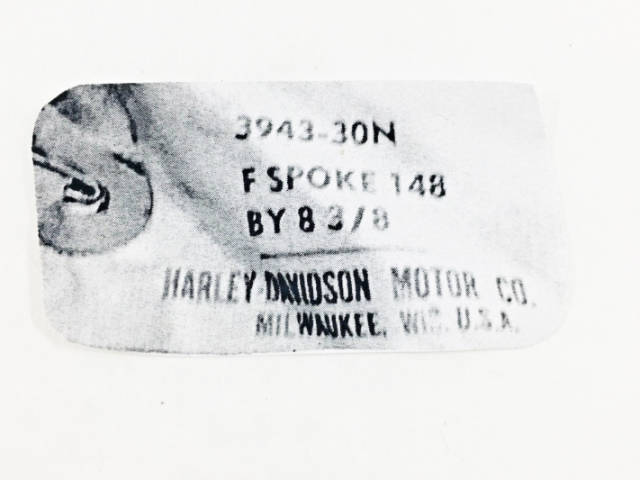 3943-30N
F SPOKE 148
BY 8 3/8
HARLEY-DAVIDSON MOTOR CO.
MILWAUKEE, WIS. U.S.A.